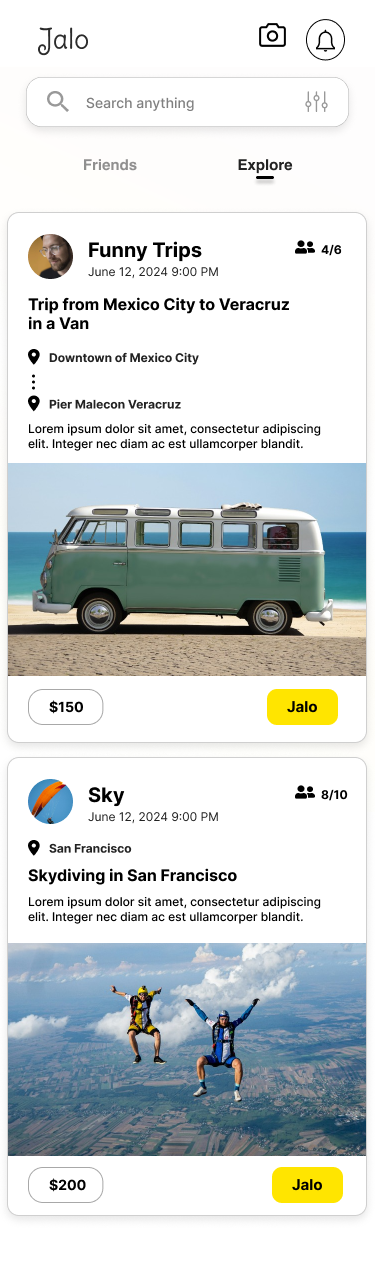 Jalo
Search anything
Friends
Explore
Funny Trips
4/6
June 12, 2024 9:00 PM
Trip from Mexico City to Veracruz
in a Van
Downtown of Mexico City
Pier Malecon Veracruz
Lorem ipsum dolor sit amet, consectetur adipiscing
elit. Integer nec diam ac est ullamcorper blandit.
$150
Jalo
Sky
8/10
June 12, 2024 9:00 PM
San Francisco
Skydiving in San Francisco
Lorem ipsum dolor sit amet, consectetur adipiscing
elit. Integer nec diam ac est ullamcorper blandit.
$200
Jalo